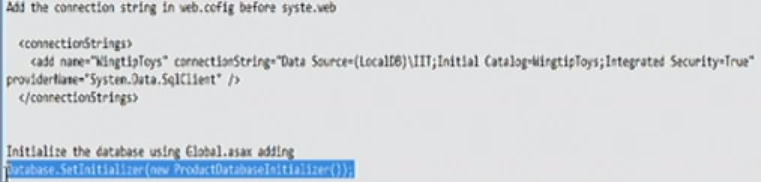 Add the connection string in web.cofig before syste.web
<connectionStrings>
<add name="WingtipToys" connectionString="Data Source=(LocalDB)\IIT;Initial Catalog=WingtipToys;Integrated Security=True"
providerName="System.Data.SqlClient" />
</connectionStrings>
Initialize the database using Global.asax adding
Database.SetInitializer(new ProductDatabaseInitializer());